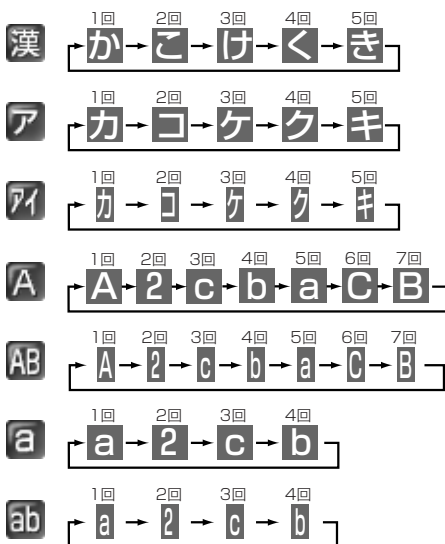 1回 2回 3回 4回 5回
漢 か こ け く き
1回 2回 3回 4回 5回
ア カ コ ケ ク キ
1回 2回 3回 4回 5回
ｱｲ ｶ ｺ ｹ ｸ ｷ
1回 2回 3回 4回 5回 6回 7回
Ａ Ａ ２ ｃ ｂ ａ Ｃ Ｂ
1回 2回 3回 4回 5回 6回 7回
AB A 2 c b a C B
1回 2回 3回 4回
ａ ａ ２ ｃ ｂ
1回 2回 3回 4回
ab a 2 c b